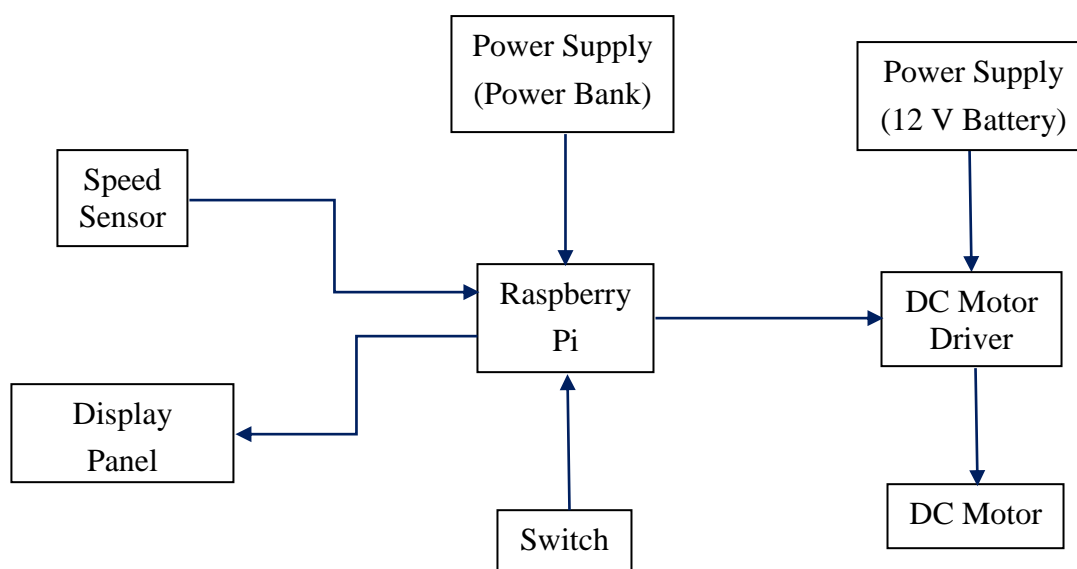 Power Supply
(Power Bank)
Power Supply
(12 V Battery)
Speed
Sensor
Raspberry
Pi
DC Motor
Driver
Display
Panel
DC Motor
Switch